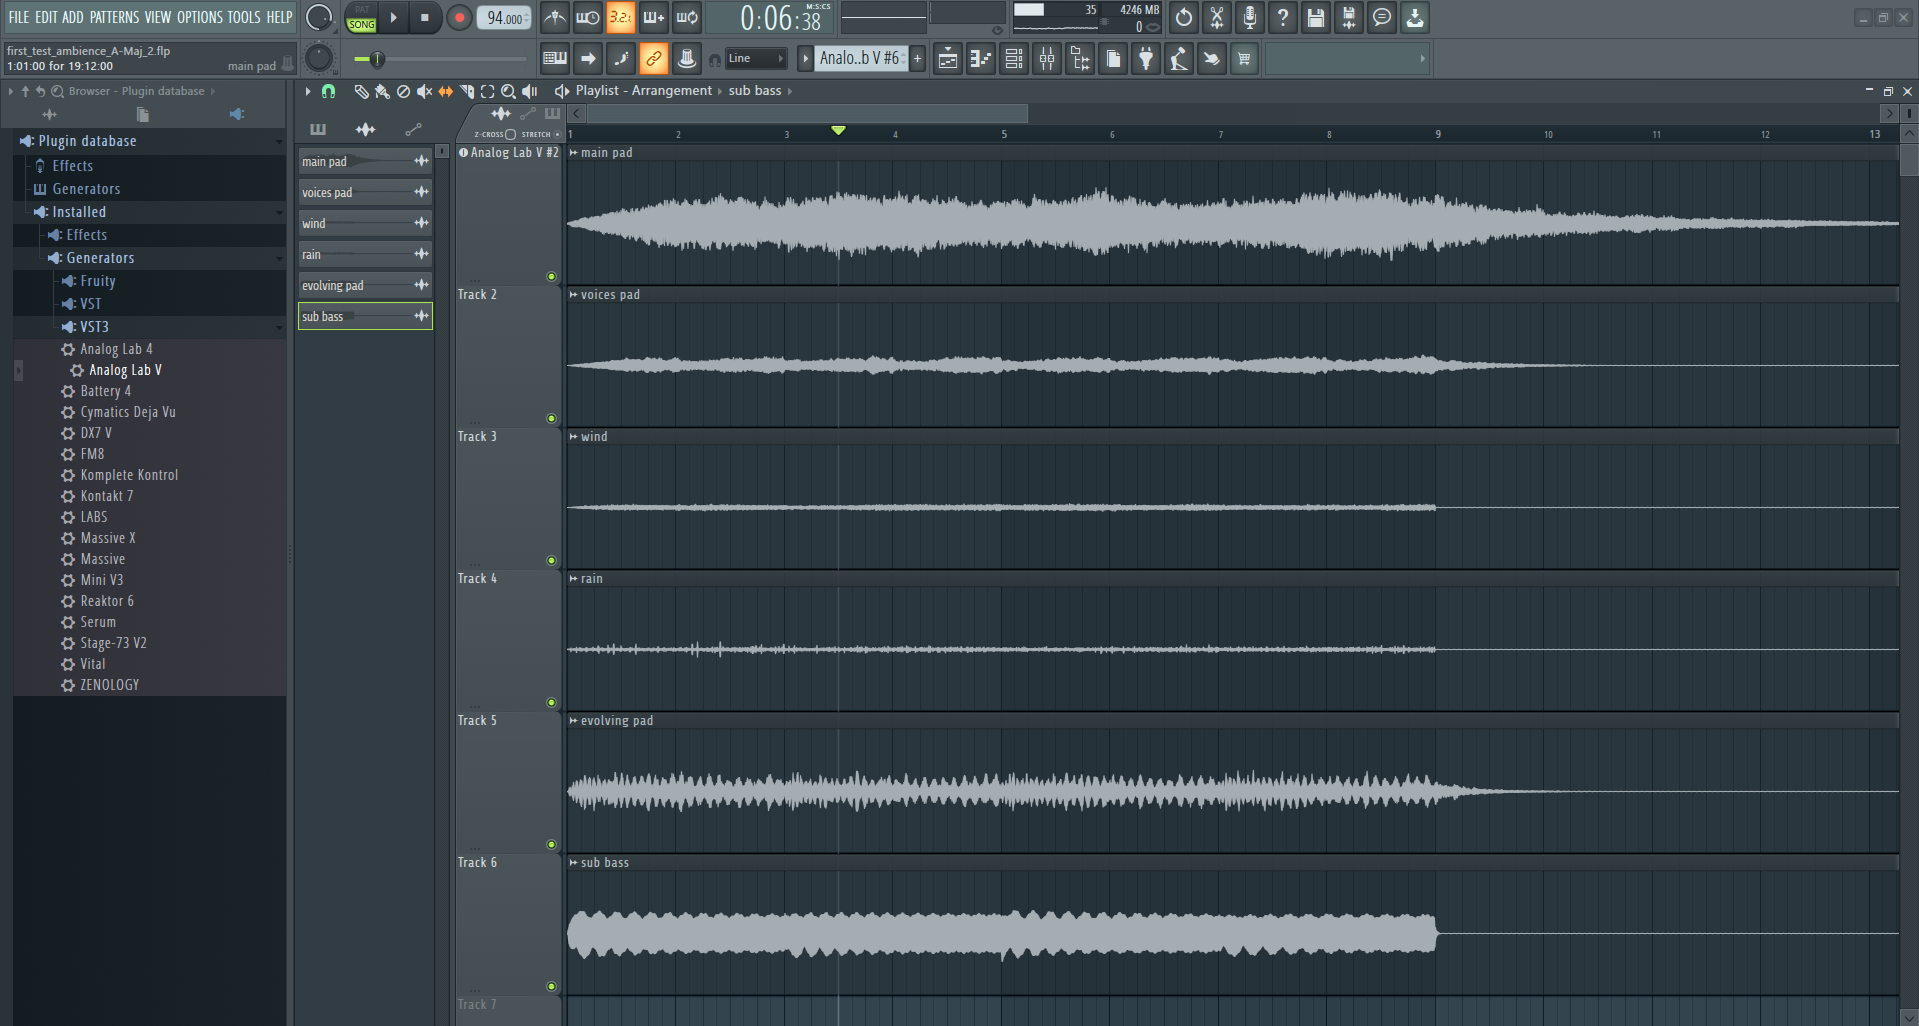 FILE EDIT ADD PATTERNS VIEW OPTIONS TOOLS HELP
PAT
SONG
94.000
3.2.
0:06:38
M:S:CS
35
4246 MB
0
first_test_ambience_A-Maj_2.flp
1:01:00 for 19:12:00
main pad
Line
Analo..b V #6
+
Browser - Plugin database
Playlist - Arrangement
sub bass
Plugin database
Effects
Generators
Installed
Effects
Generators
Fruity
VST
VST3
Analog Lab 4
Analog Lab V
Battery 4
Cymatics Deja Vu
DX7 V
FM8
Komplete Kontrol
Kontakt 7
LABS
Massive X
Massive
Mini V3
Reaktor 6
Serum
Stage-73 V2
Vital
ZENOLOGY
main pad
voices pad
wind
rain
evolving pad
sub bass
Z-CROSS
STRETCH
1 2 3 4 5 6 7 8 9 10 11 12 13
Analog Lab V #2
main pad
Track 2
voices pad
Track 3
wind
Track 4
rain
Track 5
evolving pad
Track 6
sub bass
Track 7